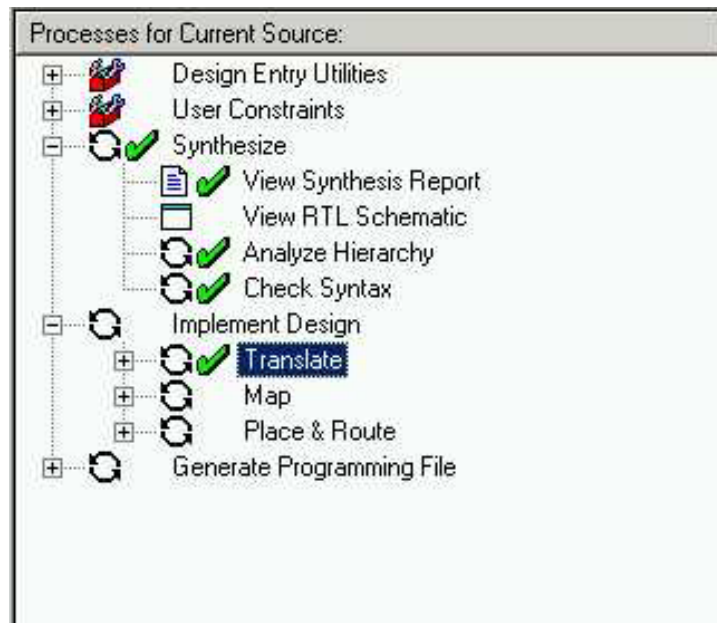 Processes for Current Source:
Design Entry Utilities
User Constraints
Synthesize
View Synthesis Report
View RTL Schematic
Analyze Hierarchy
Check Syntax
Implement Design
Translate
Map
Place & Route
Generate Programming File